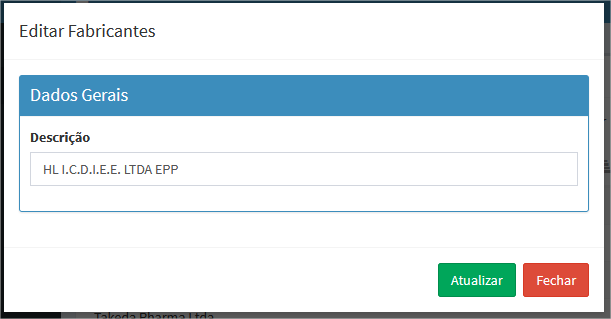 Editar Fabricantes
Dados Gerais
Descrição
HL I.C.D.I.E.E. LTDA EPP
Atualizar
Fechar
Takeda Pharma Ltda